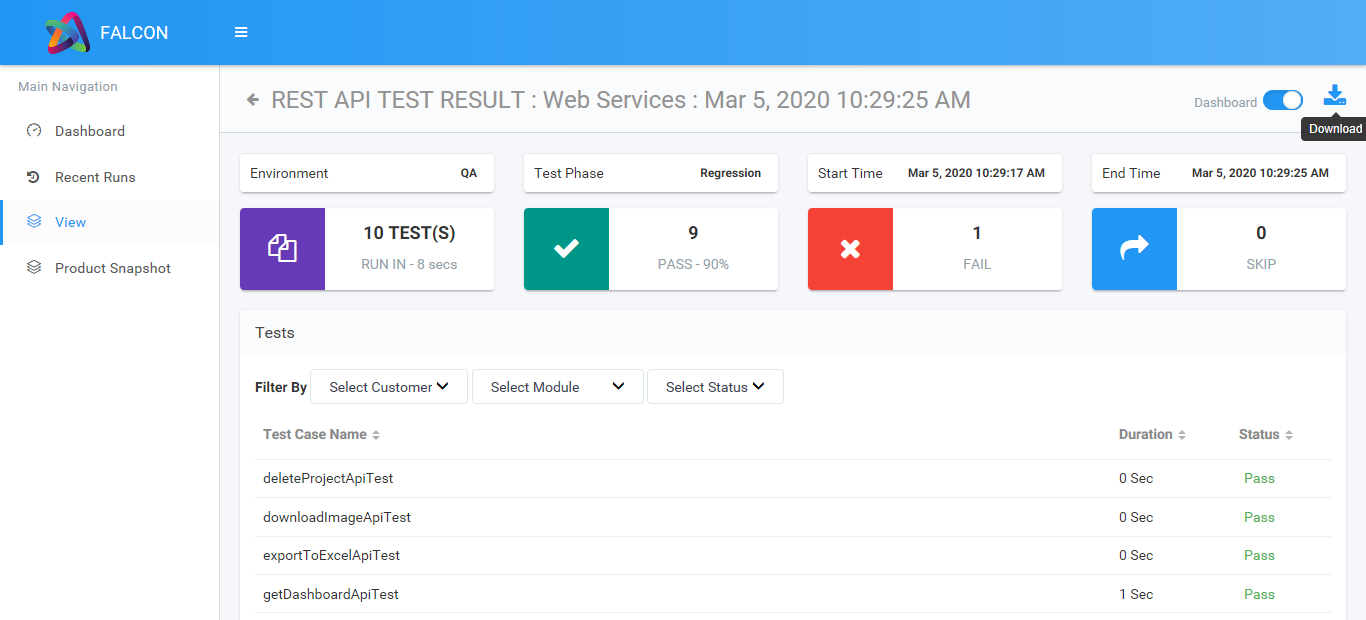 FALCON
Main Navigation
Dashboard
Recent Runs
View
Product Snapshot
REST API TEST RESULT : Web Services : Mar 5, 2020 10:29:25 AM
Dashboard
Download
Environment QA
Test Phase Regression
Start Time Mar 5, 2020 10:29:17 AM
End Time Mar 5, 2020 10:29:25 AM
10 TEST(S)
RUN IN - 8 secs
9
PASS - 90%
1
FAIL
0
SKIP
Tests
Filter By Select Customer Select Module Select Status
Test Case Name Duration Status
deleteProjectApiTest 0 Sec Pass
downloadImageApiTest 0 Sec Pass
exportToExcelApiTest 0 Sec Pass
getDashboardApiTest 1 Sec Pass